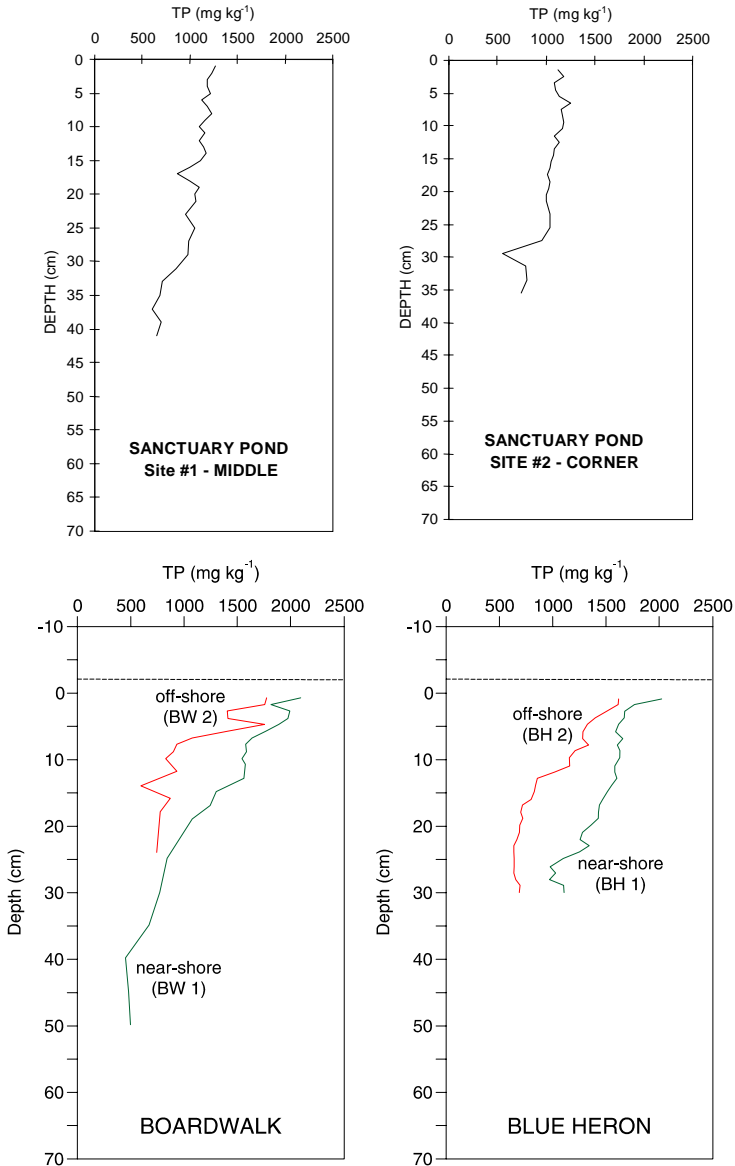 TP (mg kg-1)
0 500 1000 1500 2000 2500
0
5
10
15
20
25
30
35
40
45
50
55
60
65
70
DEPTH (cm)
SANCTUARY POND
Site #1 - MIDDLE
TP (mg kg-1)
0 500 1000 1500 2000 2500
0
5
10
15
20
25
30
35
40
45
50
55
60
65
70
DEPTH (cm)
SANCTUARY POND
SITE #2 - CORNER
TP (mg kg-1)
0 500 1000 1500 2000 2500
-10
0
10
20
30
40
50
60
70
Depth (cm)
off-shore
(BW 2)
near-shore
(BW 1)
BOARDWALK
TP (mg kg-1)
0 500 1000 1500 2000 2500
-10
0
10
20
30
40
50
60
70
Depth (cm)
off-shore
(BH 2)
near-shore
(BH 1)
BLUE HERON